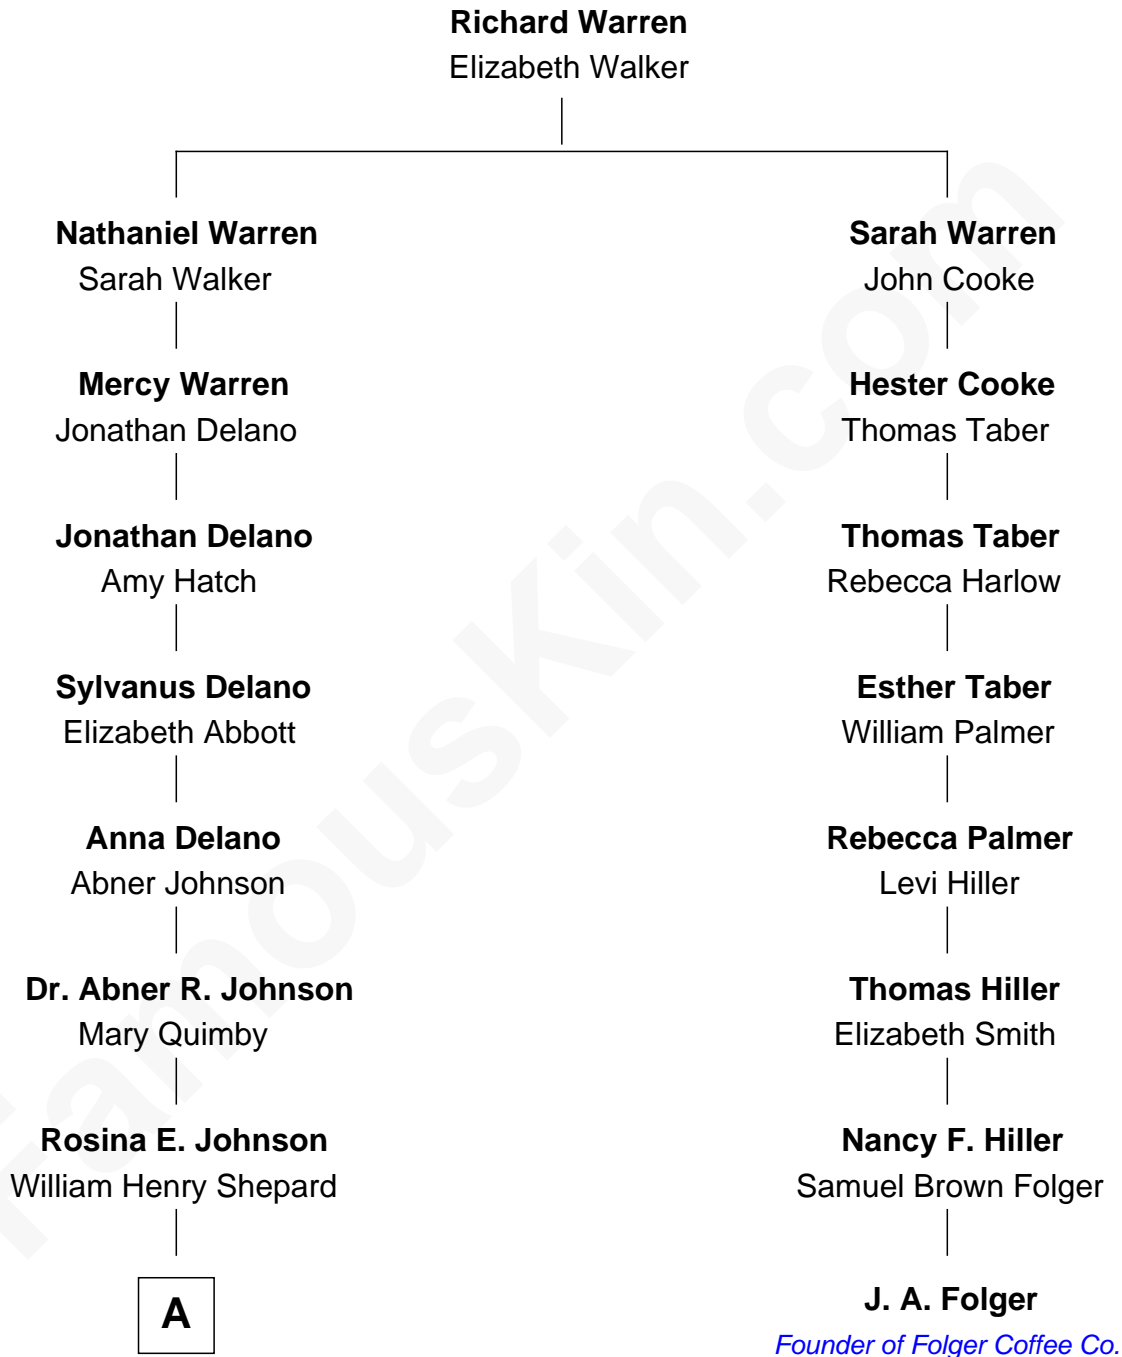 Richard Warren
Elizabeth Walker
Nathaniel Warren
Sarah Walker
Sarah Warren
John Cooke
Mercy Warren
Jonathan Delano
Hester Cooke
Thomas Taber
Jonathan Delano
Amy Hatch
Thomas Taber
Rebecca Harlow
Sylvanus Delano
Elizabeth Abbott
Esther Taber
William Palmer
Anna Delano
Abner Johnson
Rebecca Palmer
Levi Hiller
Dr. Abner R. Johnson
Mary Quimby
Thomas Hiller
Elizabeth Smith
Rosina E. Johnson
William Henry Shepard
Nancy F. Hiller
Samuel Brown Folger
A
J. A. Folger
Founder of Folger Coffee Co.
FamousKin.com